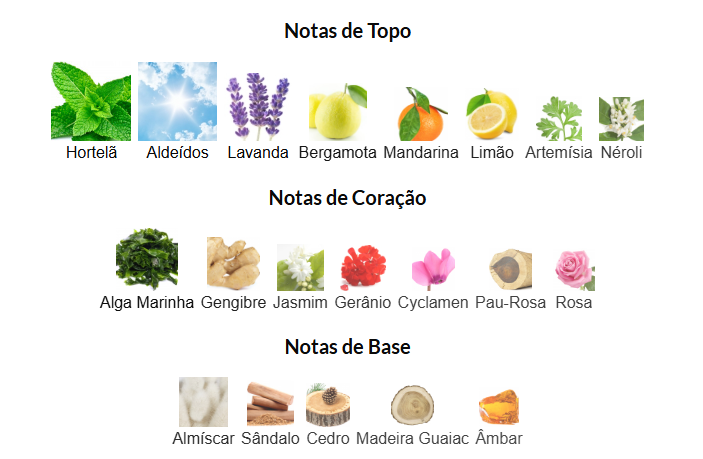 Notas de Topo
Hortelã Aldeídos Lavanda Bergamota Mandarina Limão Artemísia Néroli
Notas de Coração
Alga Marinha Gengibre Jasmim Gerânio Cyclamen Pau-Rosa Rosa
Notas de Base
Almíscar Sândalo Cedro Madeira Guaiac Âmbar